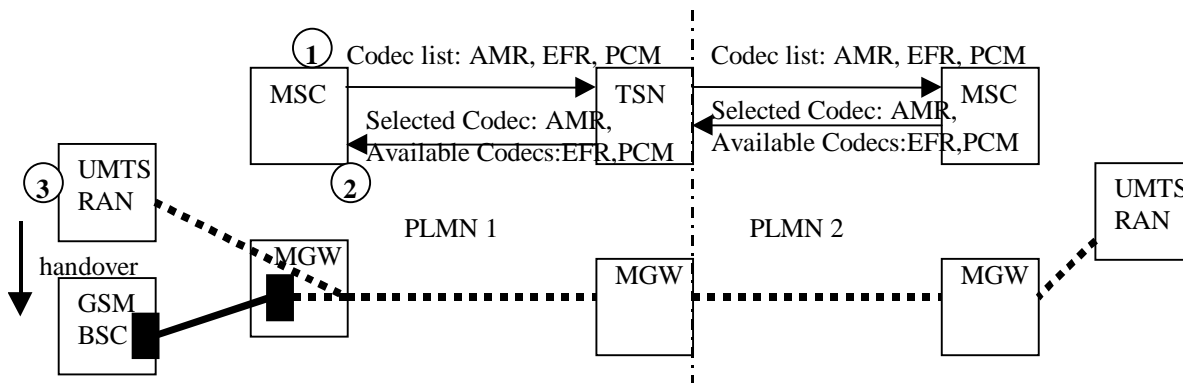 1
Codec list: AMR, EFR, PCM
Codec list: AMR, EFR, PCM
MSC
TSN
MSC
Selected Codec: AMR,
Available Codecs:EFR,PCM
Selected Codec: AMR,
Available Codecs:EFR,PCM
3
UMTS
RAN
2
UMTS
RAN
PLMN 1
PLMN 2
handover
MGW
MGW
MGW
GSM
BSC